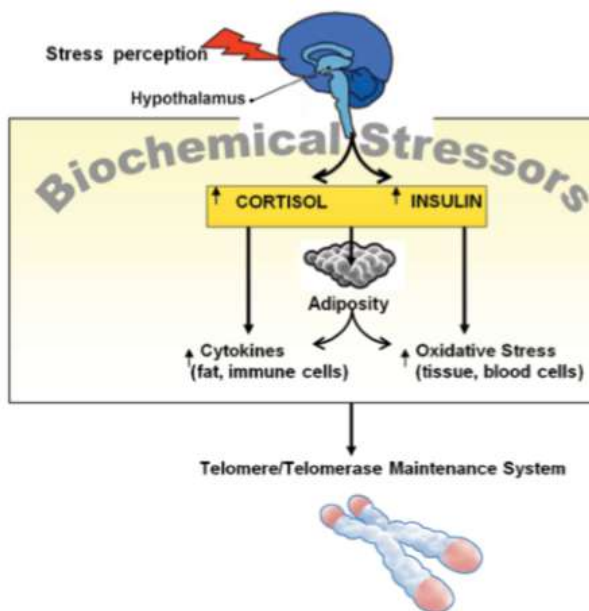 Stress perception
Hypothalamus
Biochemical Stressors
↑ CORTISOL ↑ INSULIN
Adiposity
↑ Cytokines
(fat, immune cells)
↑ Oxidative Stress
(tissue, blood cells)
Telomere/Telomerase Maintenance System